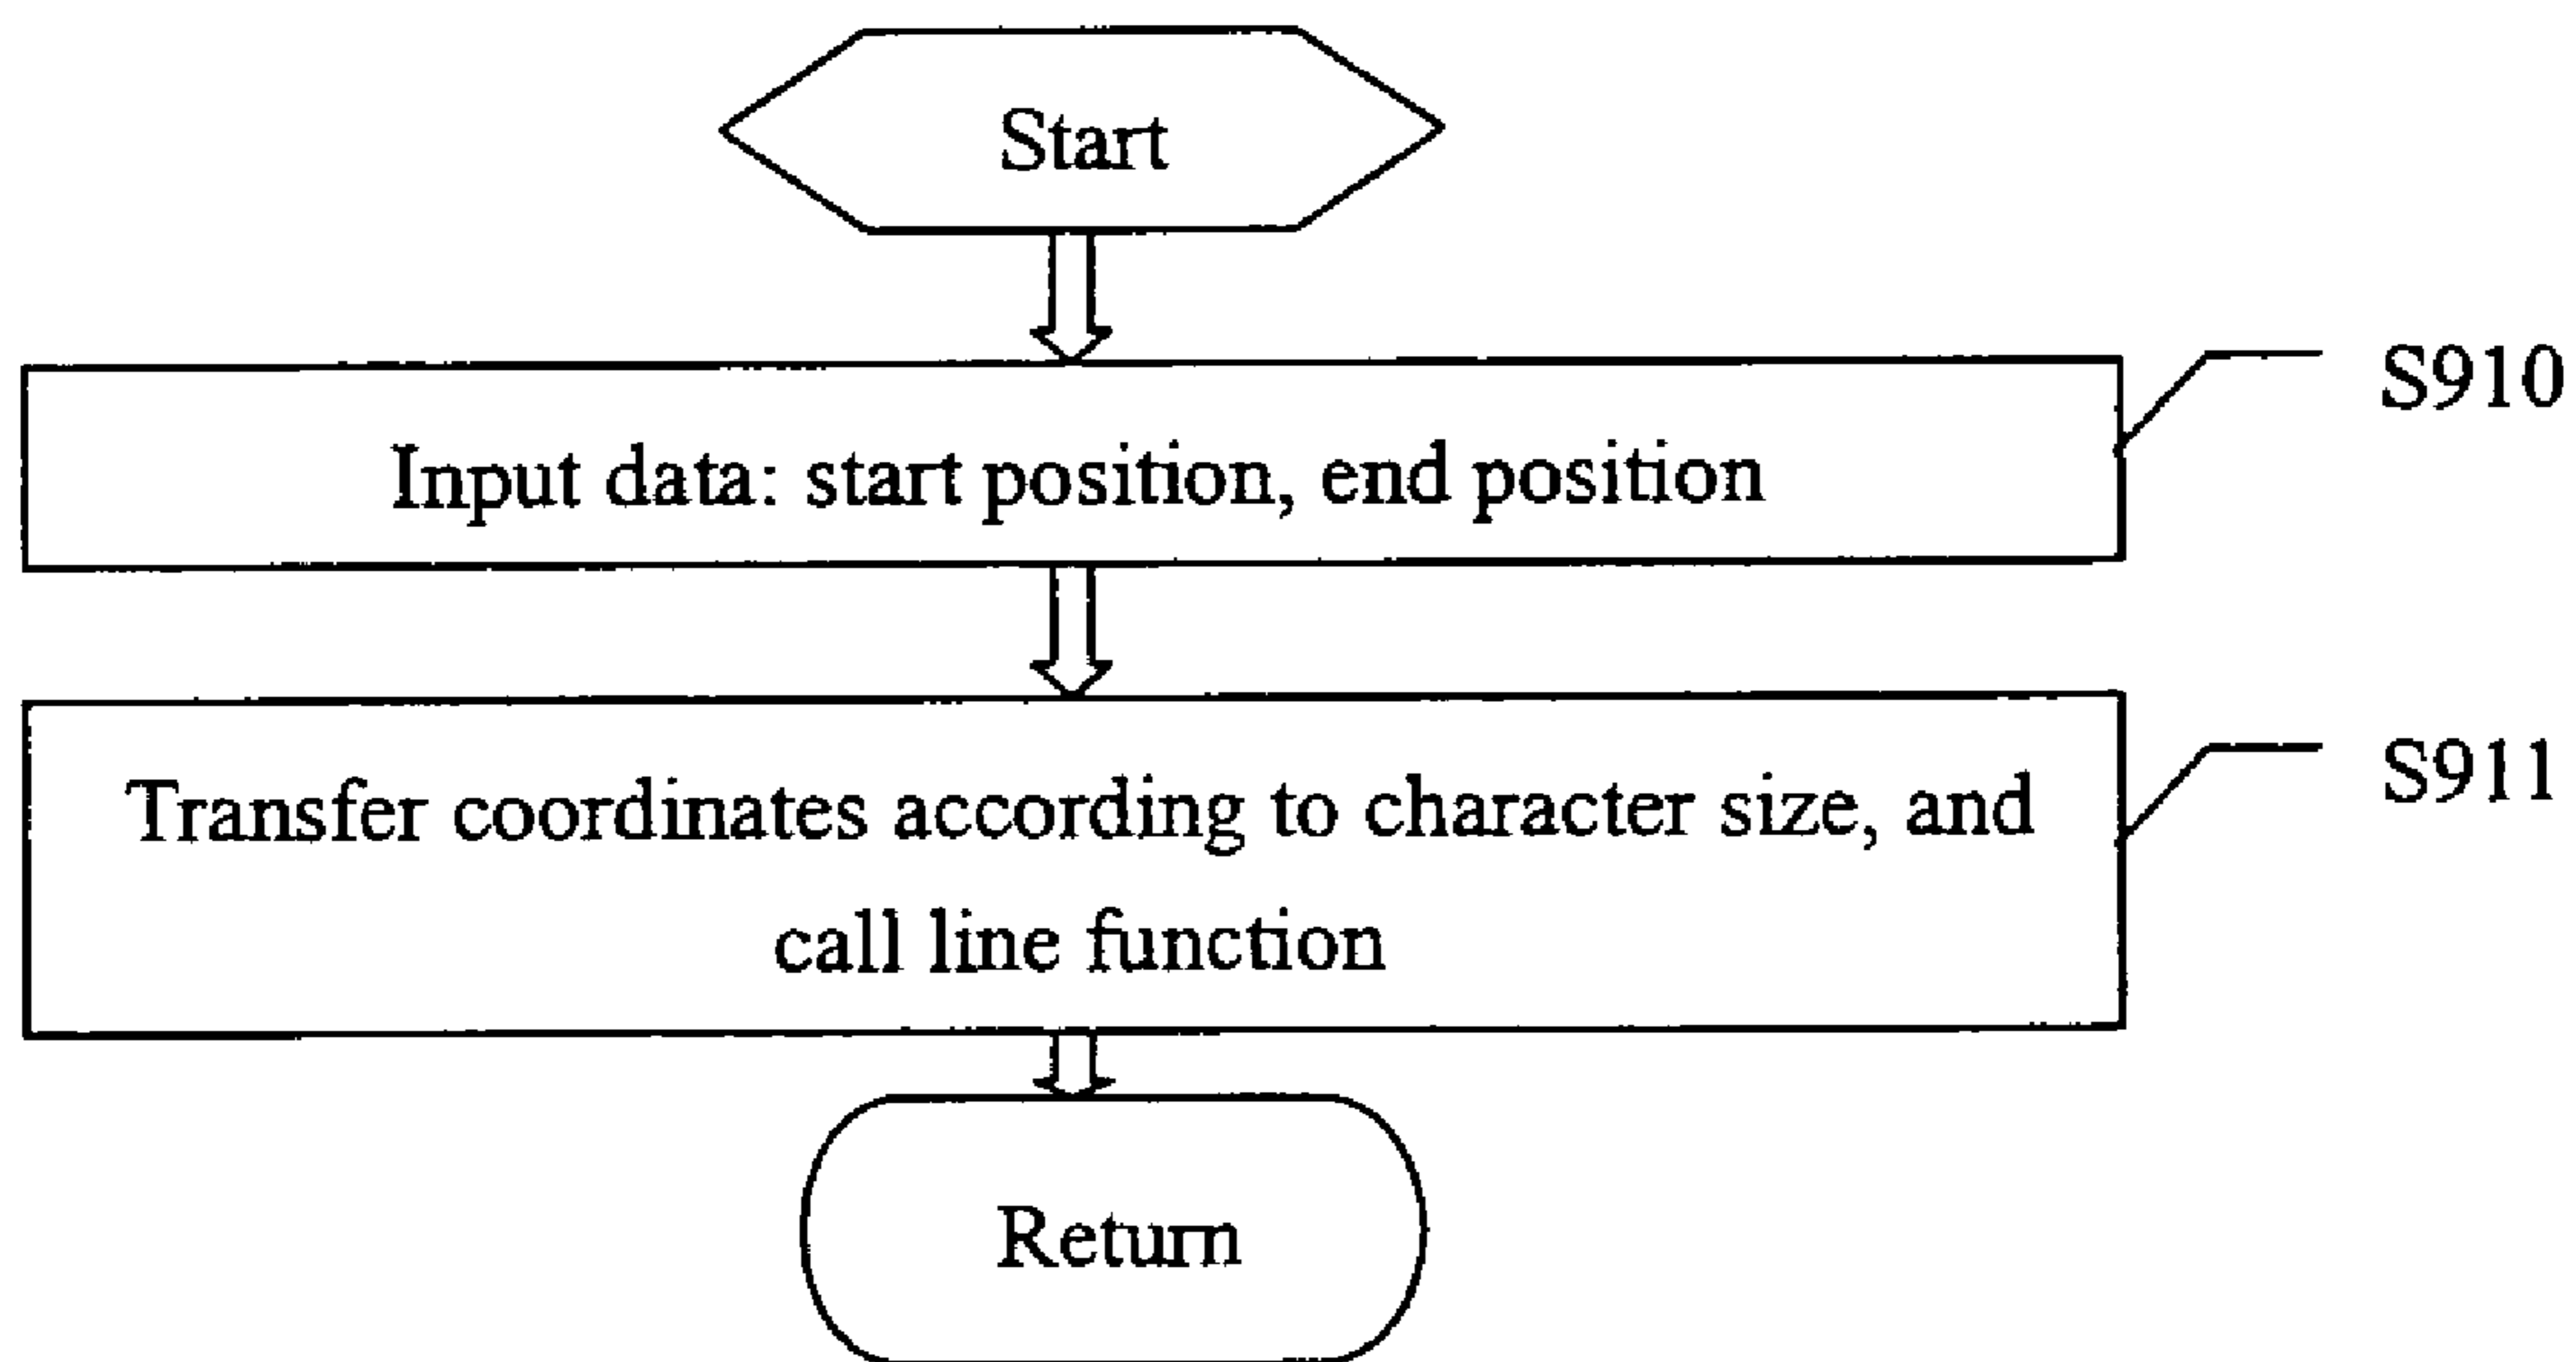 Start
S910
Input data: start position, end position
S911
Transfer coordinates according to character size, and
call line function
Return